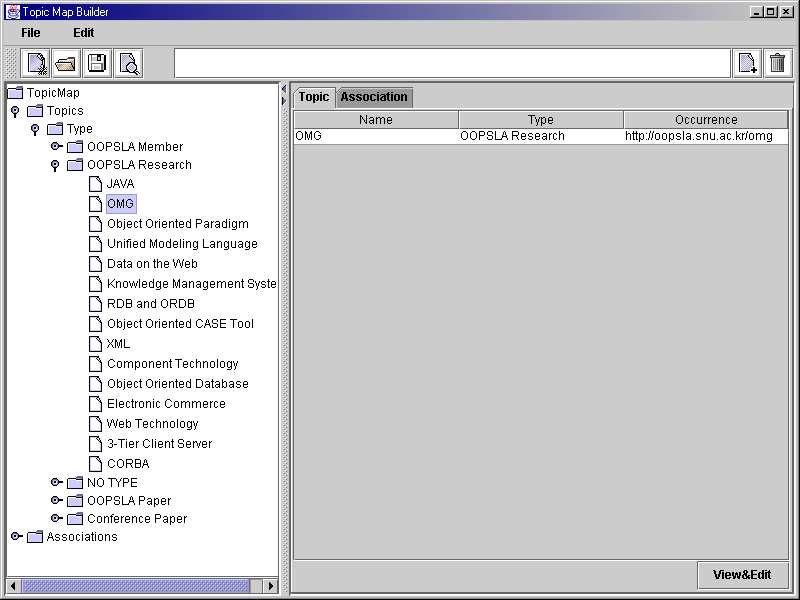 Topic Map Builder
File Edit
TopicMap
Topics
Type
OOPSLA Member
OOPSLA Research
JAVA
OMG
Object Oriented Paradigm
Unified Modeling Language
Data on the Web
Knowledge Management Syste
RDB and ORDB
Object Oriented CASE Tool
XML
Component Technology
Object Oriented Database
Electronic Commerce
Web Technology
3-Tier Client Server
CORBA
NO TYPE
OOPSLA Paper
Conference Paper
Associations
Topic Association
Name Type Occurrence
OMG OOPSLA Research http://oopsla.snu.ac.kr/omg
View&Edit